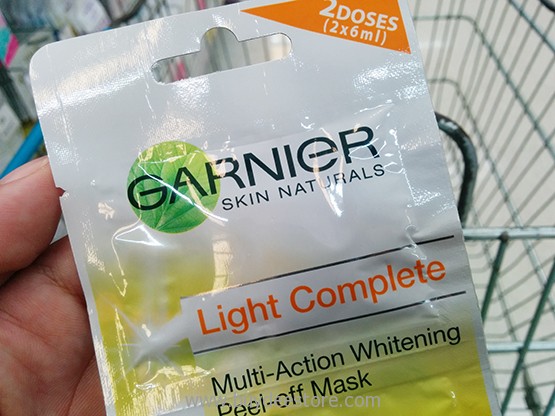 2DOSES
(2x6ml)
GARNIER
SKIN NATURALS
Light Complete
Multi-Action Whitening
Peel-off Mask